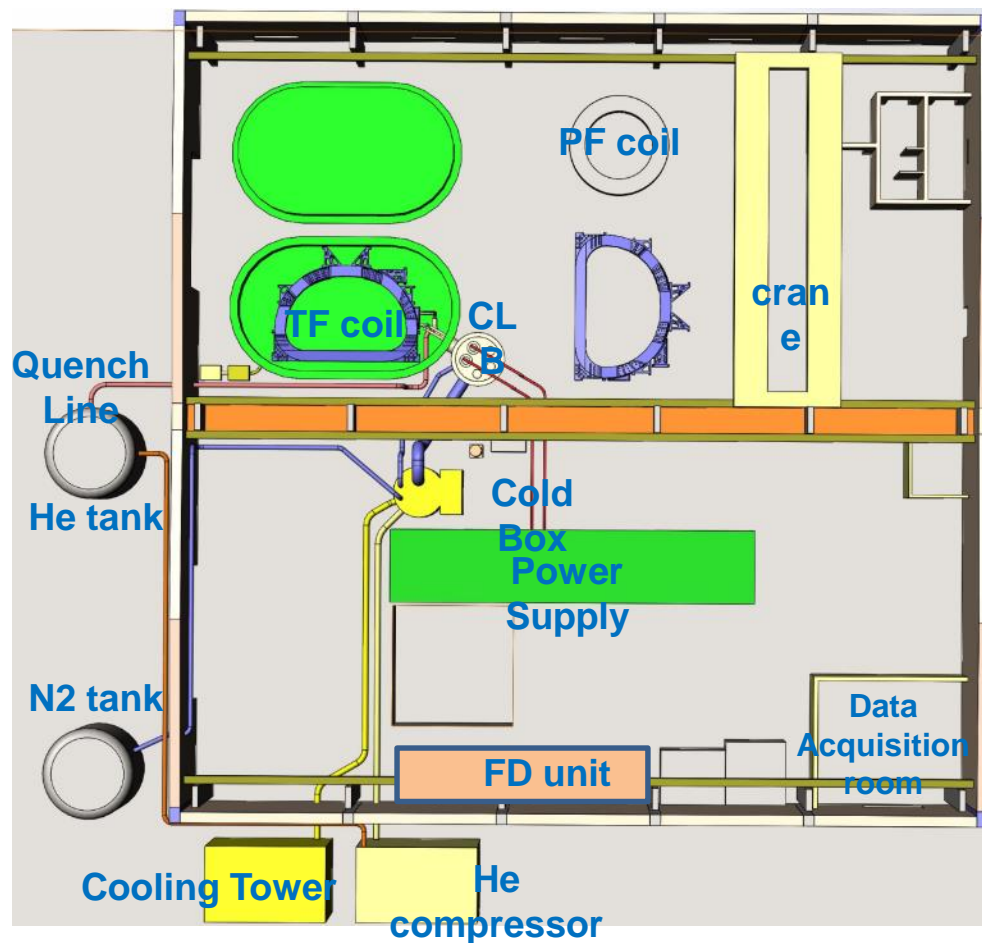 PF coil
cran
e
TF coil
CL
B
Quench
Line
He tank
Cold
Box
Power
Supply
N2 tank
Data
Acquisition
room
FD unit
Cooling Tower
He
compressor